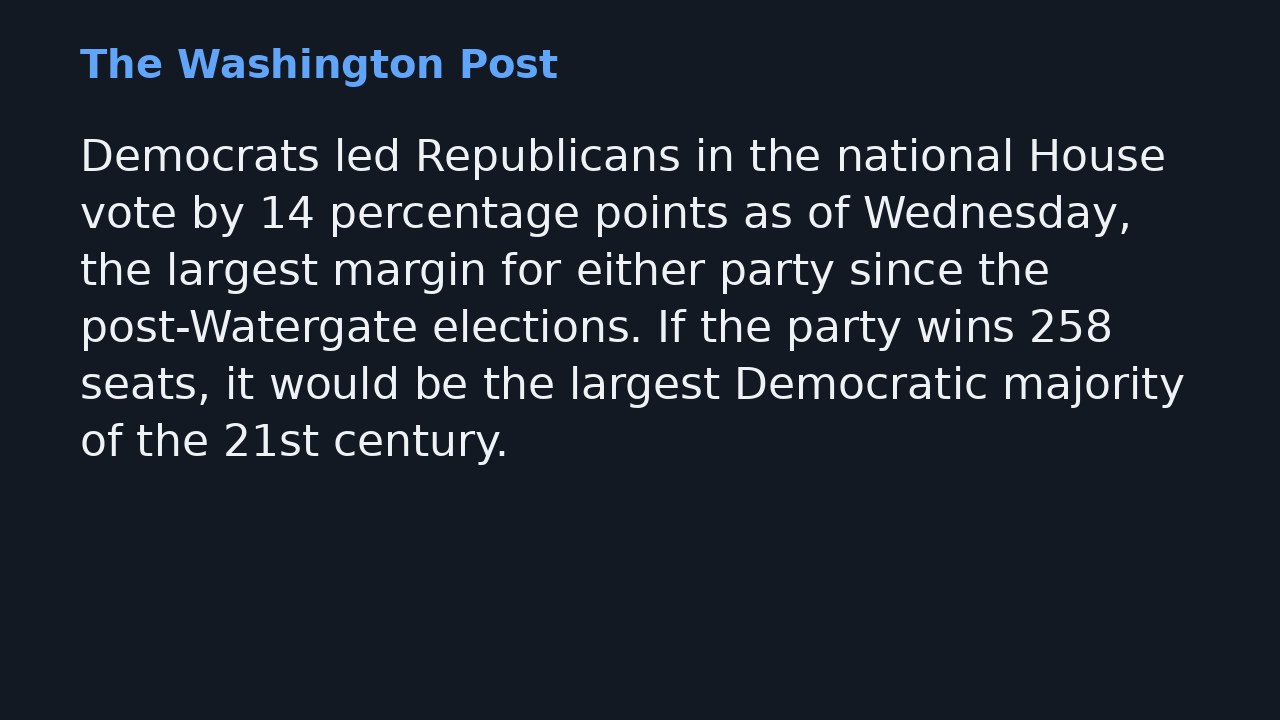 The Washington Post
Democrats led Republicans in the national House
vote by 14 percentage points as of Wednesday,
the largest margin for either party since the
post-Watergate elections. If the party wins 258
seats, it would be the largest Democratic majority
of the 21st century.